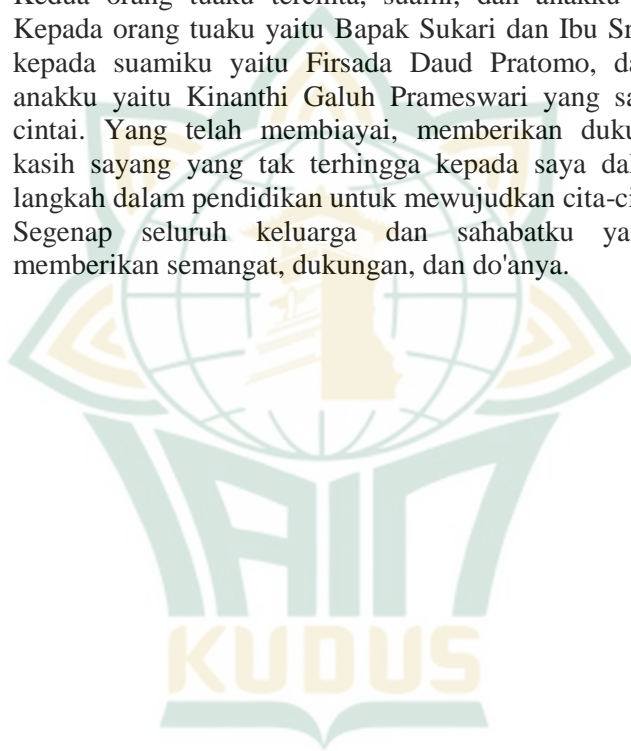 Kedua orang tuaku tercinta, suami, dan anakku
Kepada orang tuaku yaitu Bapak Sukari dan Ibu
kepada suamiku yaitu Firsada Daud Pratomo,
anakku yaitu Kinanthi Galuh Prameswari yang
cintai. Yang telah membiayai, memberikan
kasih sayang yang tak terhingga kepada saya
langkah dalam pendidikan untuk mewujudkan
Segenap seluruh keluarga dan sahabatku
memberikan semangat, dukungan, dan do'anya.
IAIN
KUDUS